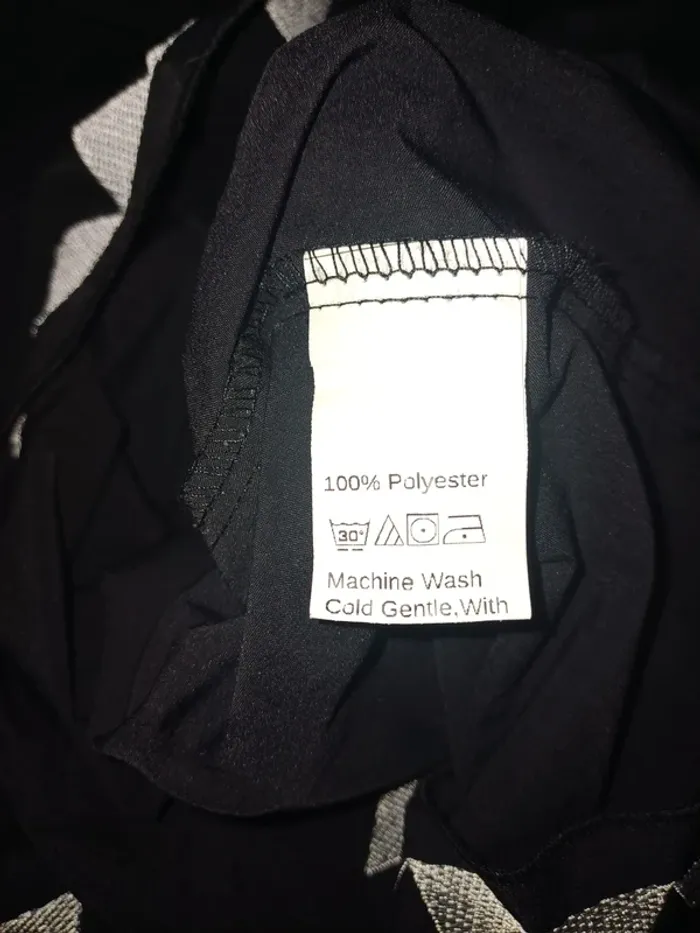 100% Polyester
30°
Machine Wash
Cold Gentle,With